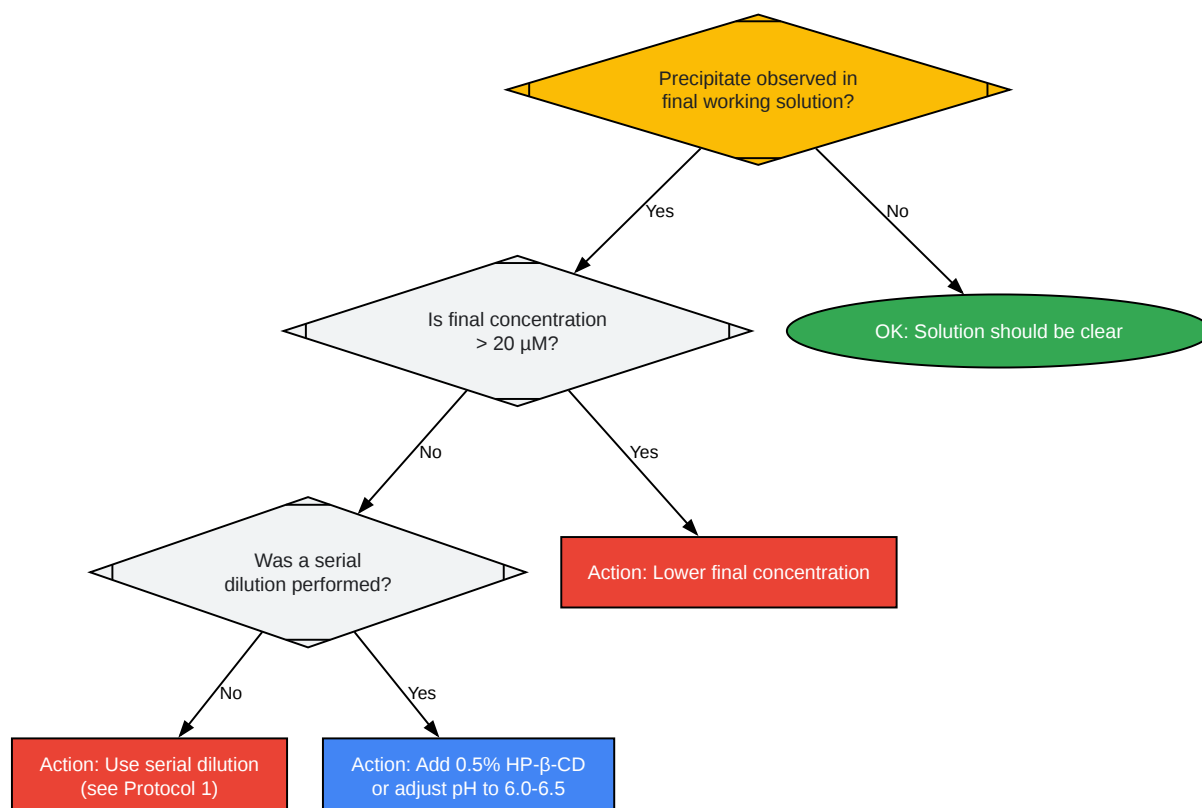 Precipitate observed in
final working solution?
Yes
No
Is final concentration
> 20 µM?
OK: Solution should be clear
No
Yes
Was a serial
dilution performed?
Action: Lower final concentration
No
Yes
Action: Use serial dilution
(see Protocol 1)
Action: Add 0.5% HP-β-CD
or adjust pH to 6.0-6.5